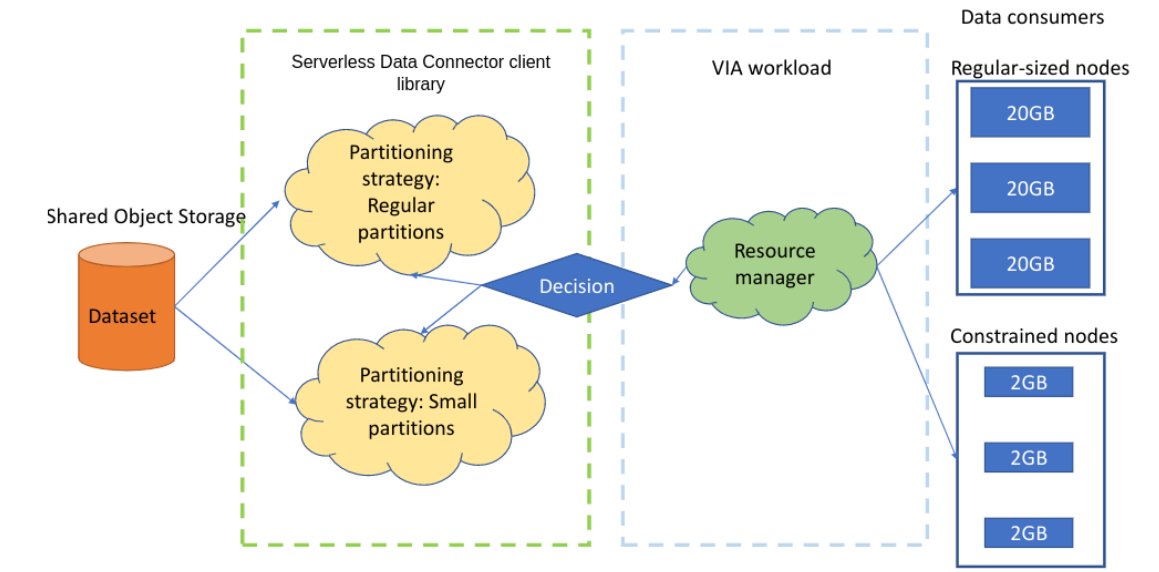 Data consumers
Serverless Data Connector client
library
VIA workload
Regular-sized nodes
20GB
20GB
20GB
Partitioning
strategy:
Regular
partitions
Shared Object Storage
Dataset
Decision
Resource
manager
Partitioning
strategy: Small
partitions
Constrained nodes
2GB
2GB
2GB